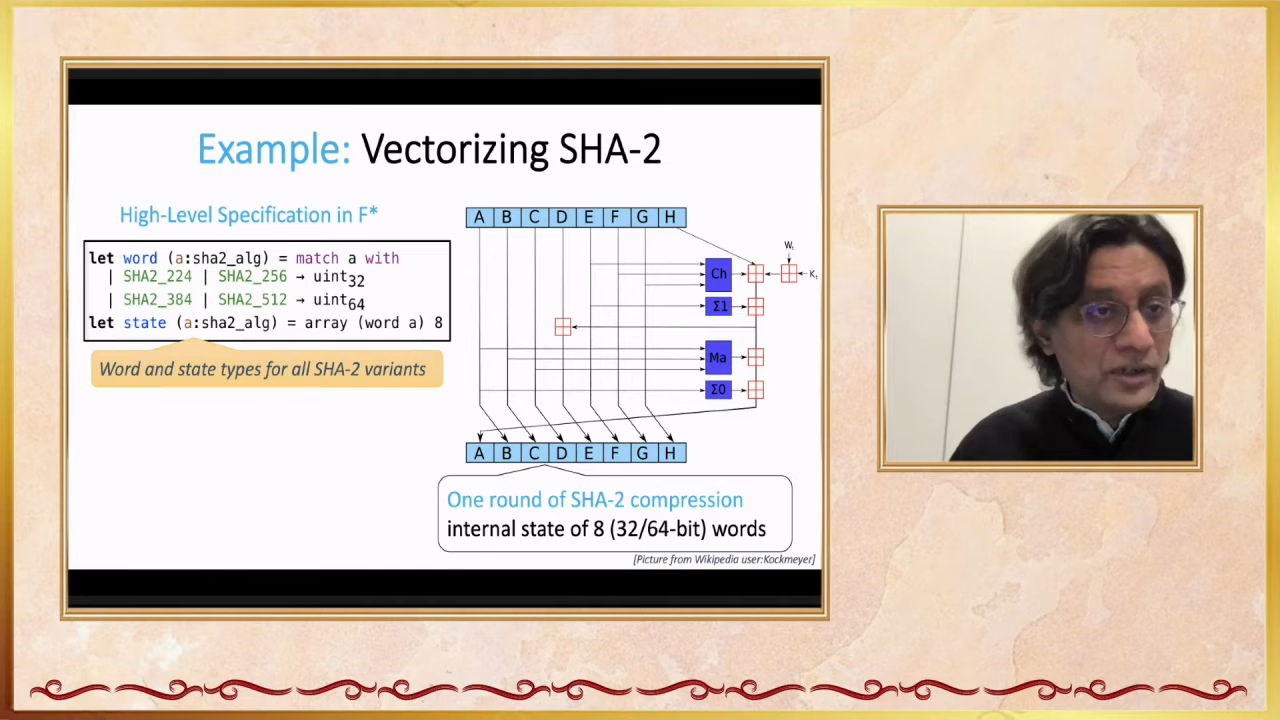 Example: Vectorizing SHA-2
High-Level Specification in F*
let word (a:sha2_alg) = match a with
| SHA2_224 | SHA2_256 → uint32
| SHA2_384 | SHA2_512 → uint64
let state (a:sha2_alg) = array (word a) 8
Word and state types for all SHA-2 variants
A B C D E F G H
Wt
Ch
Kt
Σ1
Ma
Σ0
A B C D E F G H
One round of SHA-2 compression
internal state of 8 (32/64-bit) words
[Picture from Wikipedia user:Kockmeyer]